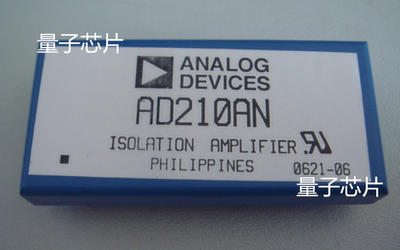 量子芯片
ANALOG
DEVICES
AD210AN
ISOLATION AMPLIFIER
PHILIPPINES 0621-06
量子芯片